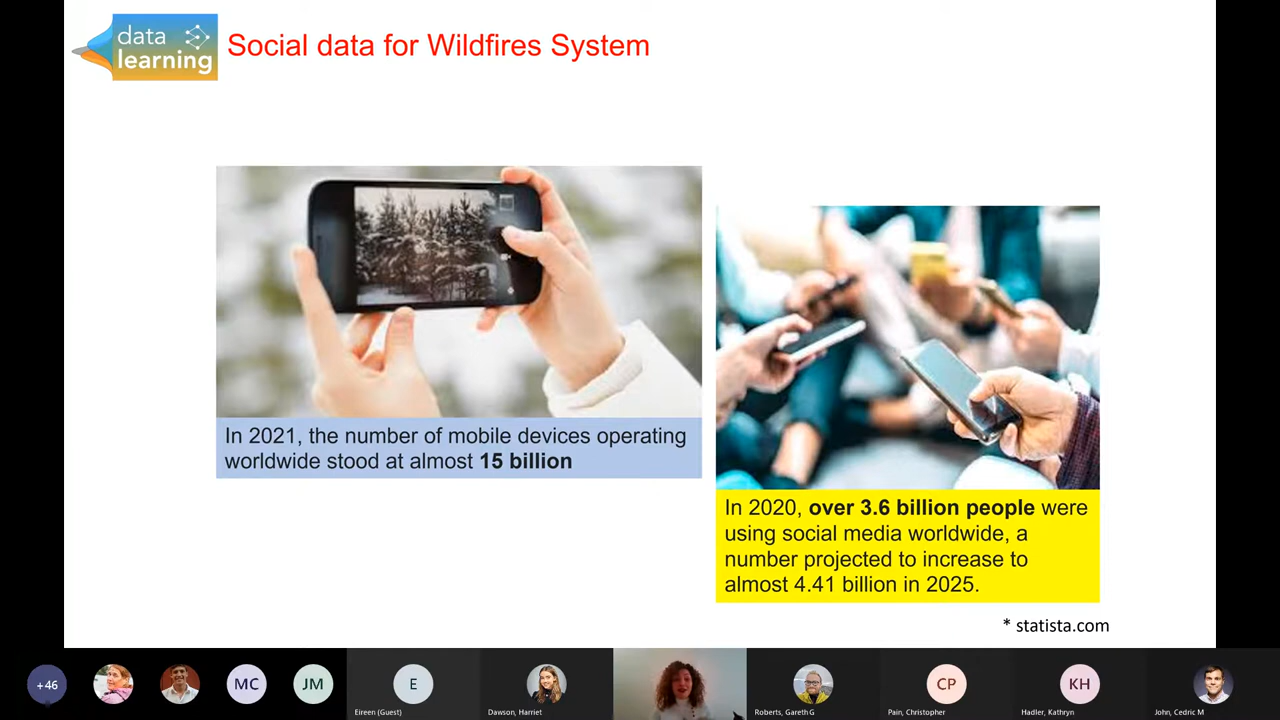 data
learning
Social data for Wildfires System
In 2021, the number of mobile devices operating
worldwide stood at almost 15 billion
In 2020, over 3.6 billion people were
using social media worldwide, a
number projected to increase to
almost 4.41 billion in 2025.
* statista.com
+46
MC
JM
E
CP
KH
Eireen (Guest)
Dawson, Harriet
Roberts, Gareth G
Pain, Christopher
Hadler, Kathryn
John, Cedric M